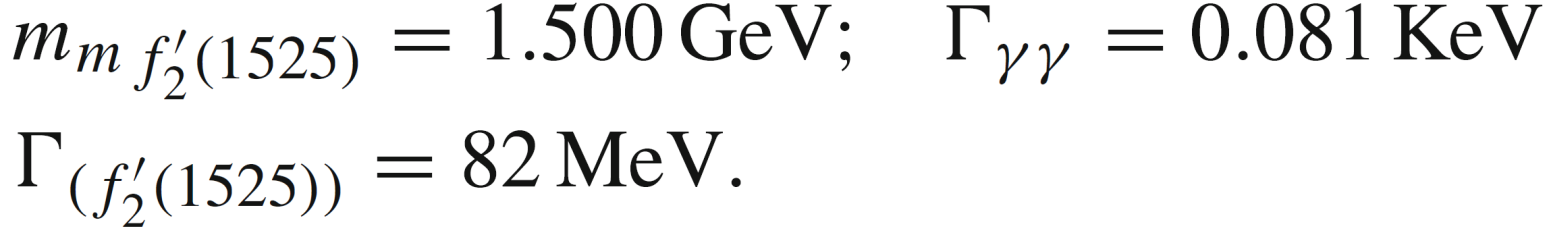 m_{m f_2'(1525)} = 1.500 GeV; Γ_{γγ} = 0.081 KeV
Γ_{(f_2'(1525))} = 82 MeV.